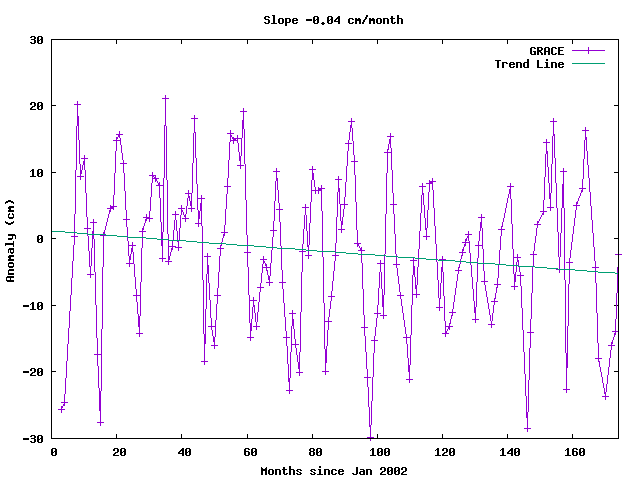 Slope -0.04 cm/month
GRACE
Trend Line
30
20
10
0
-10
-20
-30
Anomaly (cm)
0 20 40 60 80 100 120 140 160
Months since Jan 2002